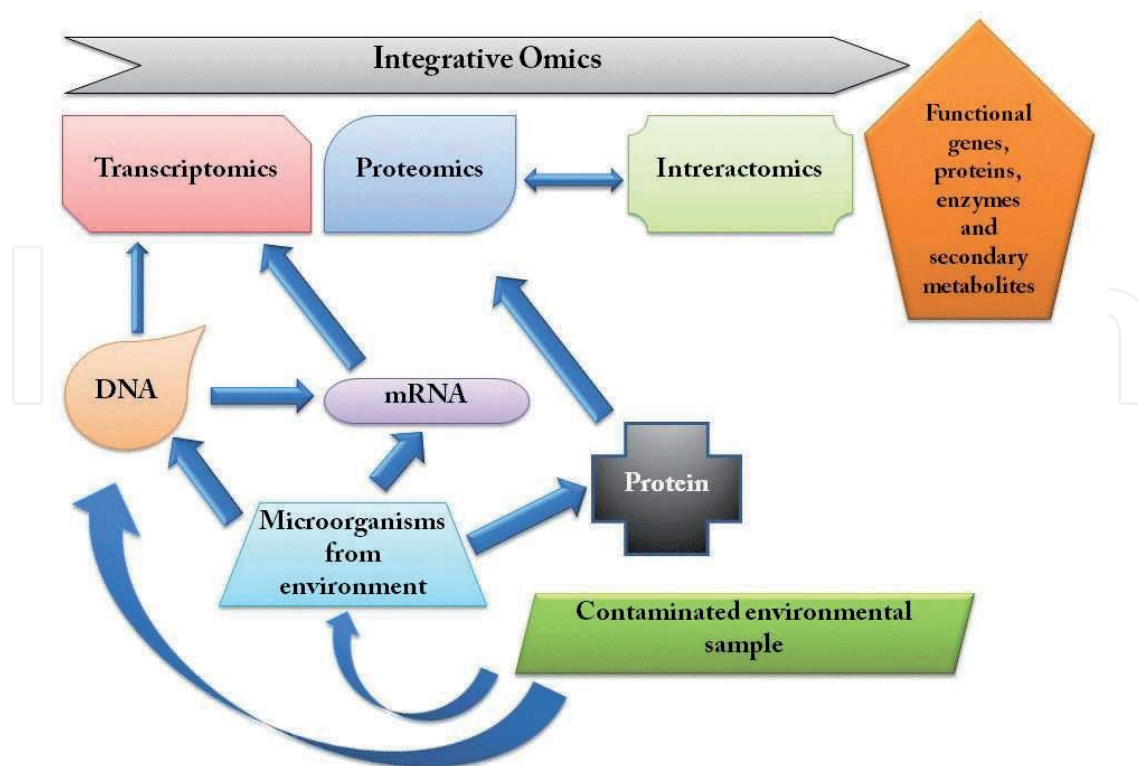 Integrative Omics
Transcriptomics
Proteomics
Intreractomics
Functional
genes,
proteins,
enzymes
and
secondary
metabolites
DNA
mRNA
Protein
Microorganisms
from
environment
Contaminated environmental
sample